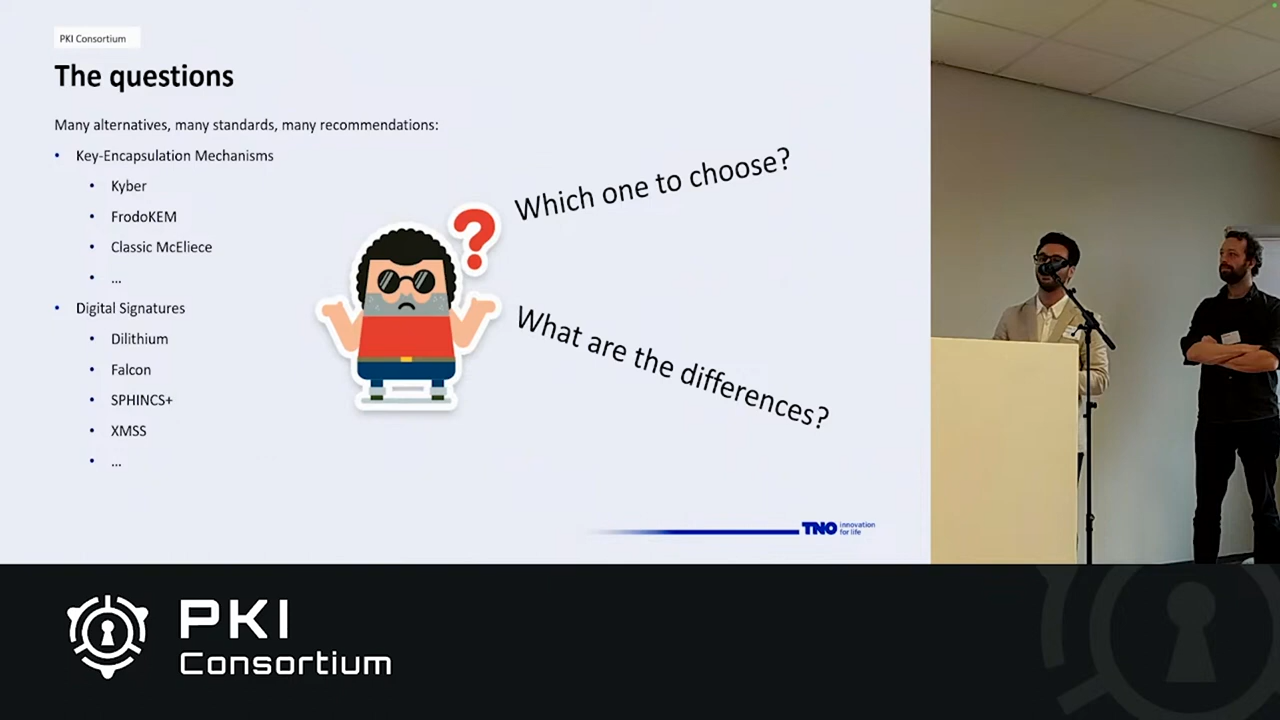 PKI Consortium
The questions
Many alternatives, many standards, many recommendations:
• Key-Encapsulation Mechanisms
• Kyber
• FrodoKEM
• Classic McEliece
• ...
• Digital Signatures
• Dilithium
• Falcon
• SPHINCS+
• XMSS
• ...
?
Which one to choose?
What are the differences?
TNO innovation
for life
PKI
Consortium